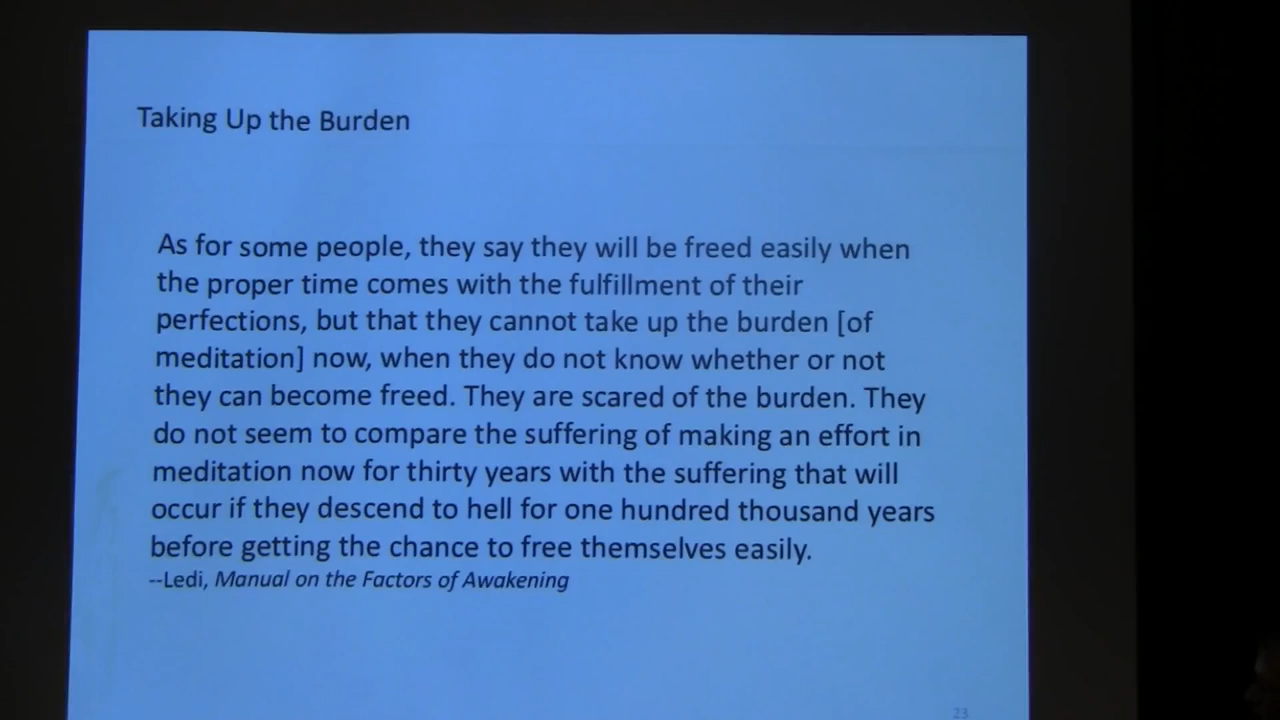 Taking Up the Burden
As for some people, they say they will be freed easily when
the proper time comes with the fulfillment of their
perfections, but that they cannot take up the burden [of
meditation] now, when they do not know whether or not
they can become freed. They are scared of the burden. They
do not seem to compare the suffering of making an effort in
meditation now for thirty years with the suffering that will
occur if they descend to hell for one hundred thousand years
before getting the chance to free themselves easily.
--Ledi, Manual on the Factors of Awakening
23